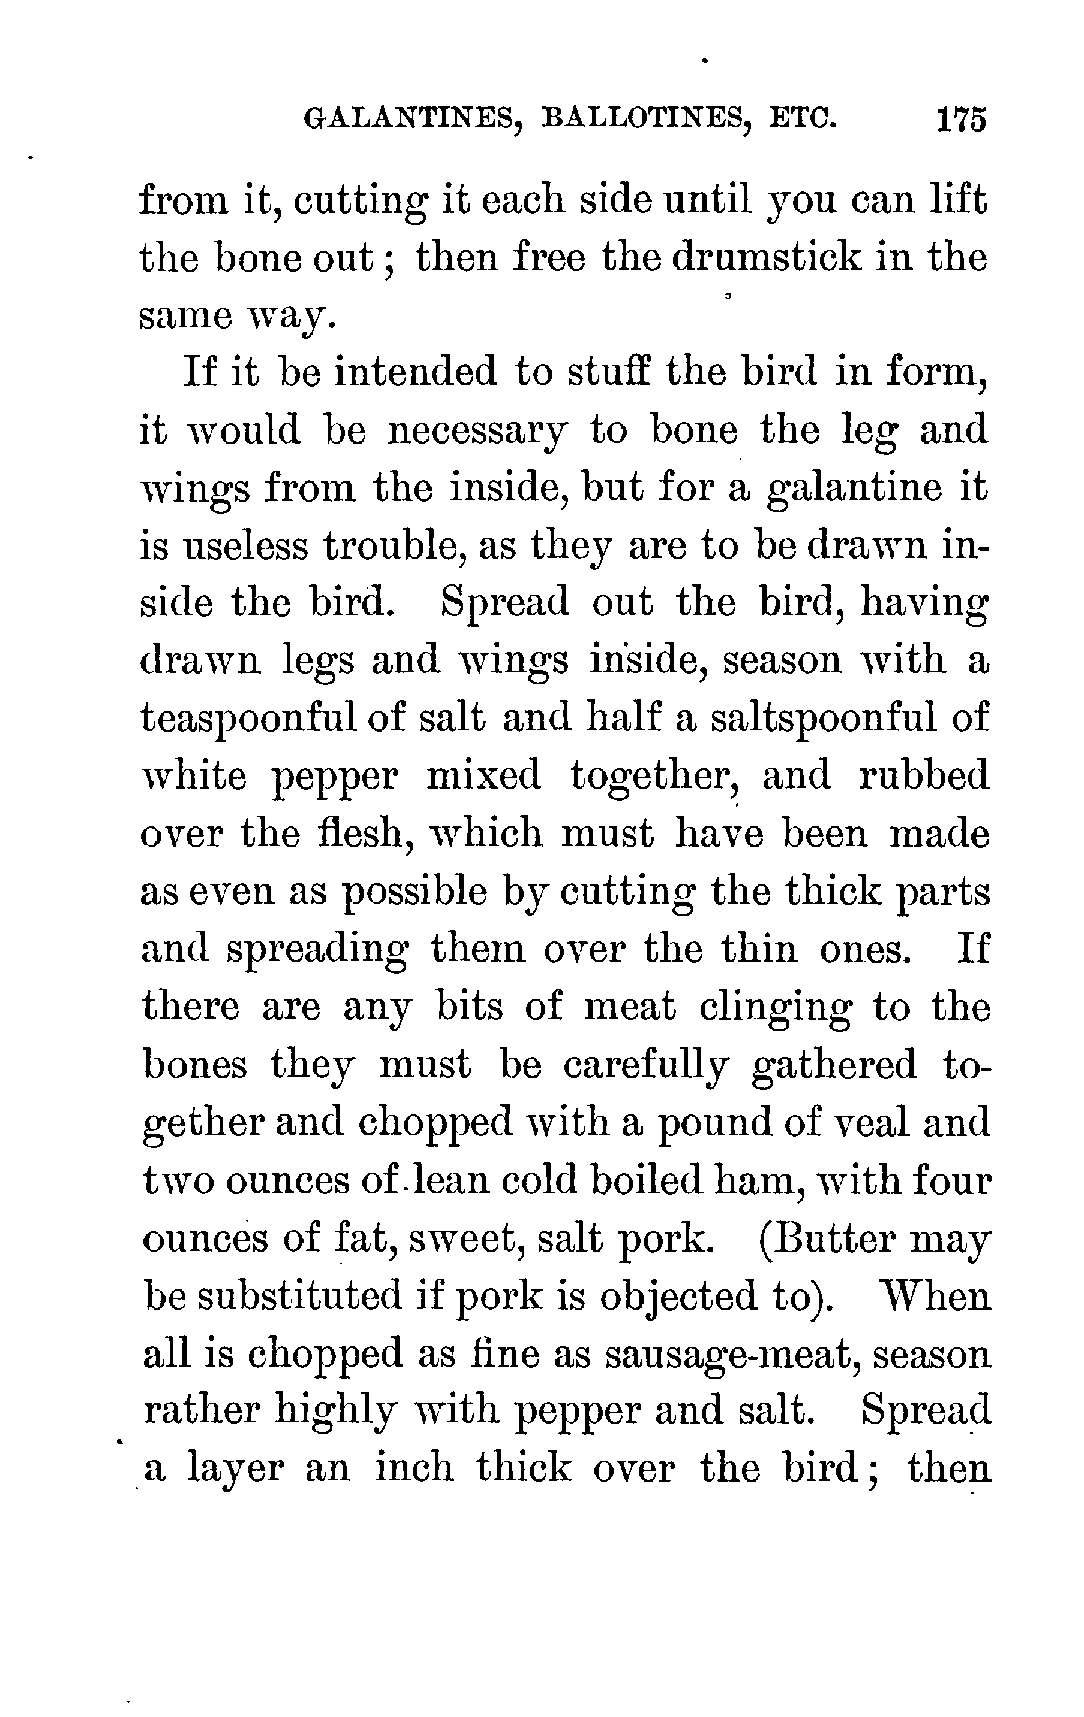 GALANTINES, BALLOTINES, ETC. 175
from it, cutting it each side until you can lift
the bone out; then free the drumstick in the
same way.
If it be intended to stuff the bird in form,
it would be necessary to bone the leg and
wings from the inside, but for a galantine it
is useless trouble, as they are to be drawn in-
side the bird. Spread out the bird, having
drawn legs and wings inside, season with a
teaspoonful of salt and half a saltspoonful of
white pepper mixed together, and rubbed
over the flesh, which must have been made
as even as possible by cutting the thick parts
and spreading them over the thin ones. If
there are any bits of meat clinging to the
bones they must be carefully gathered to-
gether and chopped with a pound of veal and
two ounces of lean cold boiled ham, with four
ounces of fat, sweet, salt pork. (Butter may
be substituted if pork is objected to). When
all is chopped as fine as sausage-meat, season
rather highly with pepper and salt. Spread
a layer an inch thick over the bird; then